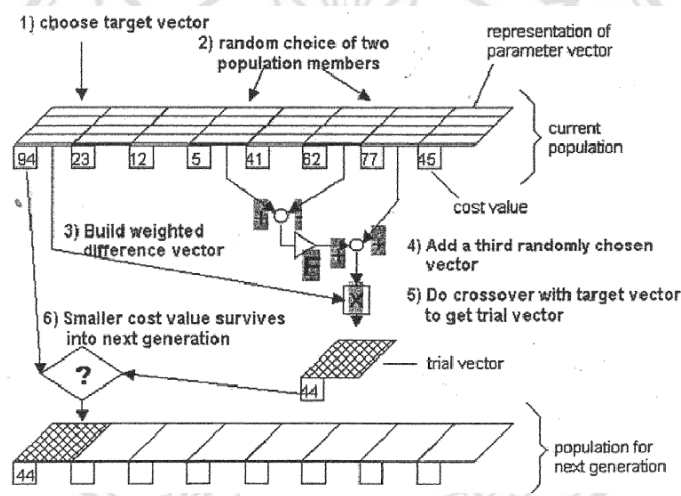 1) choose target vector
2) random choice of two
population members
representation of
parameter vector
current
population
94 23 12 5 41 62 77 45
cost value
+ -
3) Build weighted
difference vector
F
+ +
4) Add a third randomly chosen
vector
X
5) Do crossover with target vector
to get trial vector
6) Smaller cost value survives
into next generation
?
trial vector
44
44
population for
next generation